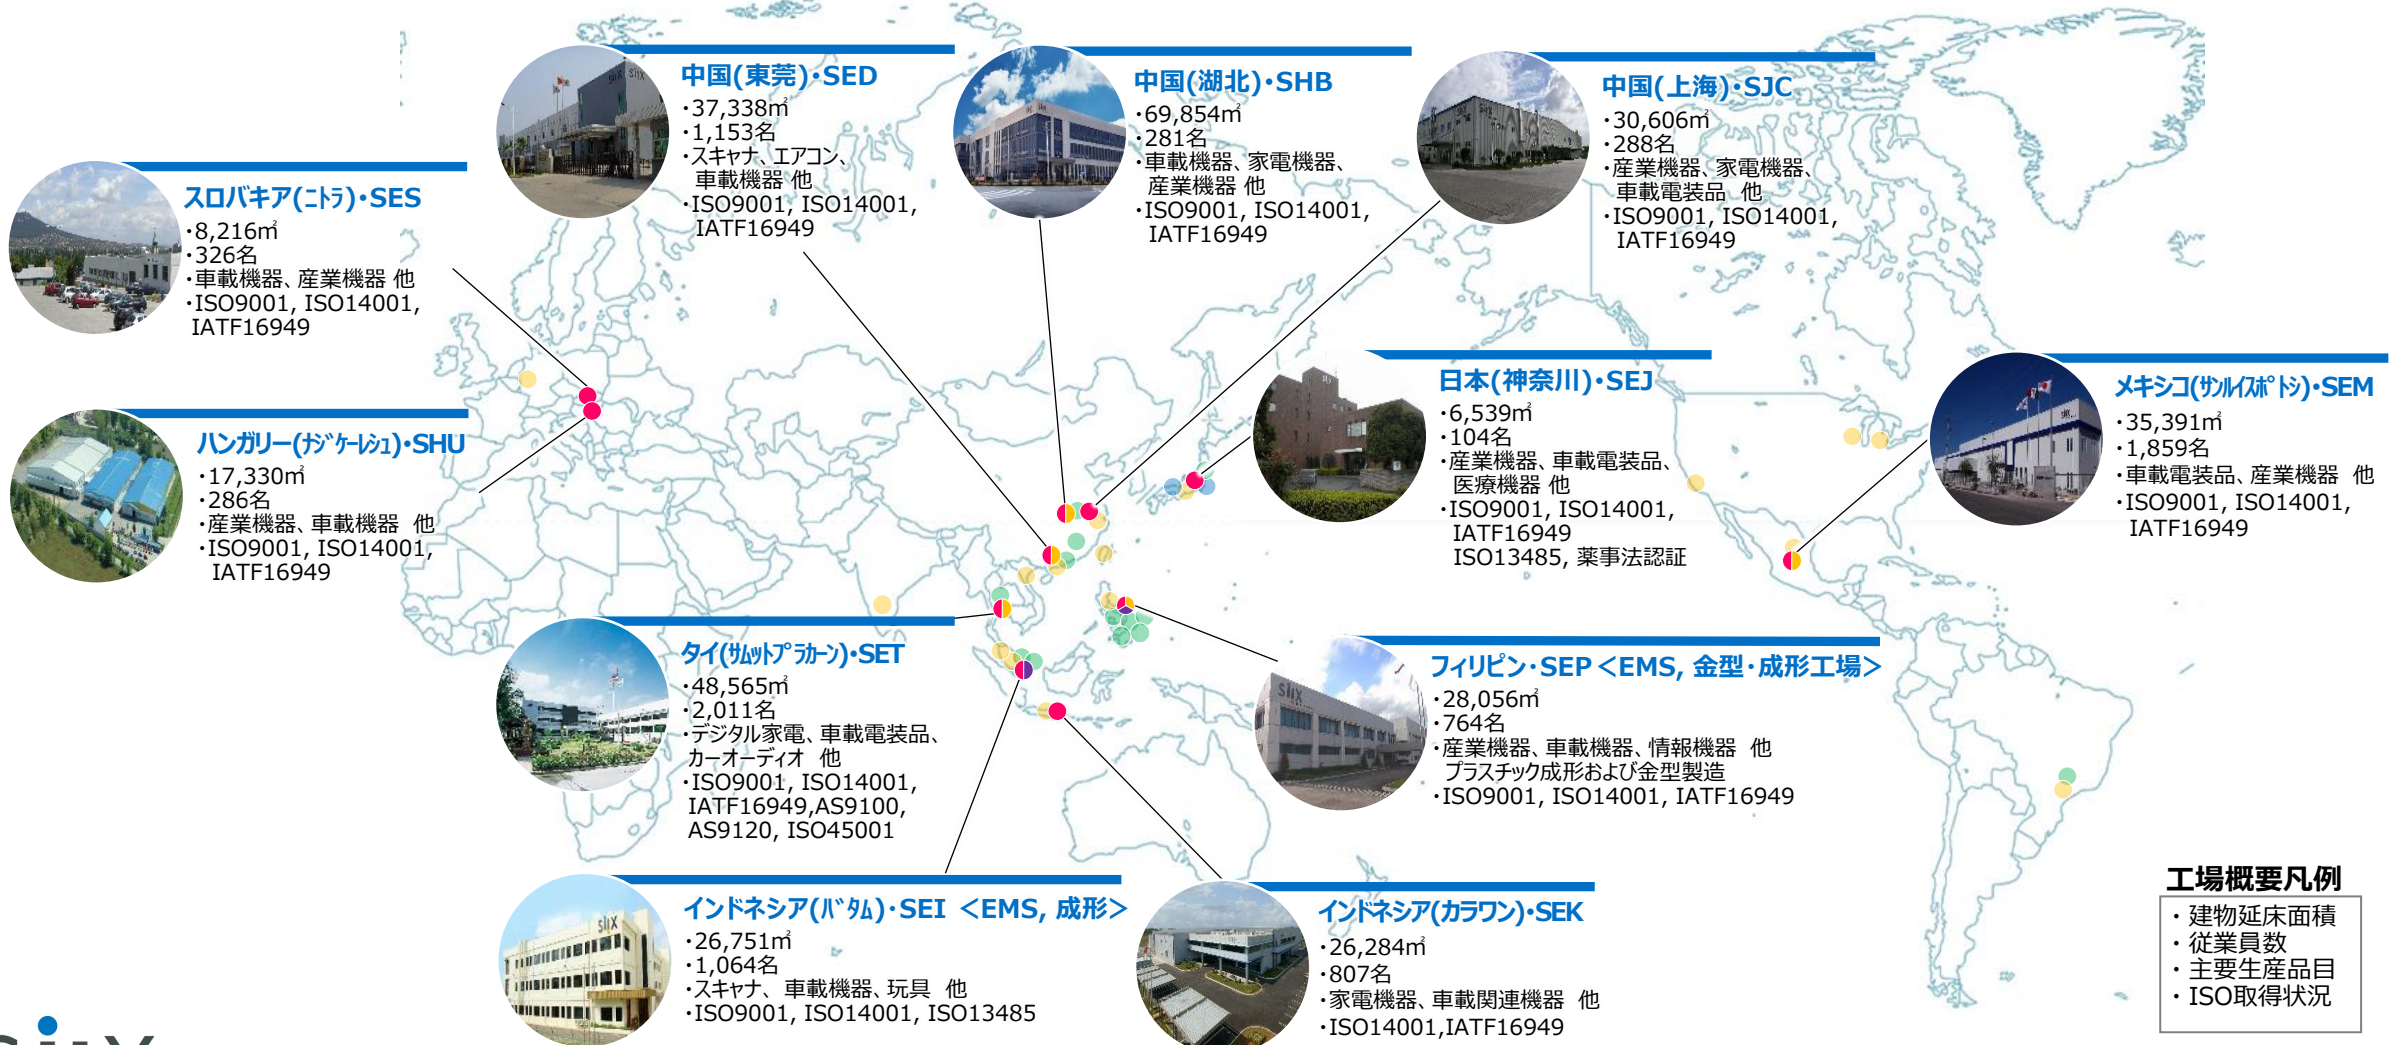 中国(東莞)・SED
・37,338㎡
・1,153名
・スキャナ、エアコン、
車載機器 他
・ISO9001, ISO14001,
IATF16949
中国(湖北)・SHB
・69,854㎡
・281名
・車載機器、家電機器、
産業機器 他
・ISO9001, ISO14001,
IATF16949
中国(上海)・SJC
・30,606㎡
・288名
・産業機器、家電機器、
車載電装品 他
・ISO9001, ISO14001,
IATF16949
スロバキア(ニトラ)・SES
・8,216㎡
・326名
・車載機器、産業機器 他
・ISO9001, ISO14001,
IATF16949
ハンガリー(ナジケーレシュ)・SHU
・17,330㎡
・286名
・産業機器、車載機器 他
・ISO9001, ISO14001,
IATF16949
日本(神奈川)・SEJ
・6,539㎡
・104名
・産業機器、車載電装品、
医療機器 他
・ISO9001, ISO14001,
IATF16949
ISO13485, 薬事法認証
メキシコ(サンルイスポトシ)・SEM
・35,391㎡
・1,859名
・車載電装品、産業機器 他
・ISO9001, ISO14001,
IATF16949
タイ(サムットプラカーン)・SET
・48,565㎡
・2,011名
・デジタル家電、車載電装品、
カーオーディオ 他
・ISO9001, ISO14001,
IATF16949,AS9100,
AS9120, ISO45001
フィリピン・SEP <EMS, 金型・成形工場>
・28,056㎡
・764名
・産業機器、車載機器、情報機器 他
プラスチック成形および金型製造
・ISO9001, ISO14001, IATF16949
インドネシア(バタム)・SEI <EMS, 成形>
・26,751㎡
・1,064名
・スキャナ、車載機器、玩具 他
・ISO9001, ISO14001, ISO13485
インドネシア(カラワン)・SEK
・26,284㎡
・807名
・家電機器、車載関連機器 他
・ISO14001,IATF16949
工場概要凡例
・建物延床面積
・従業員数
・主要生産品目
・ISO取得状況
siix